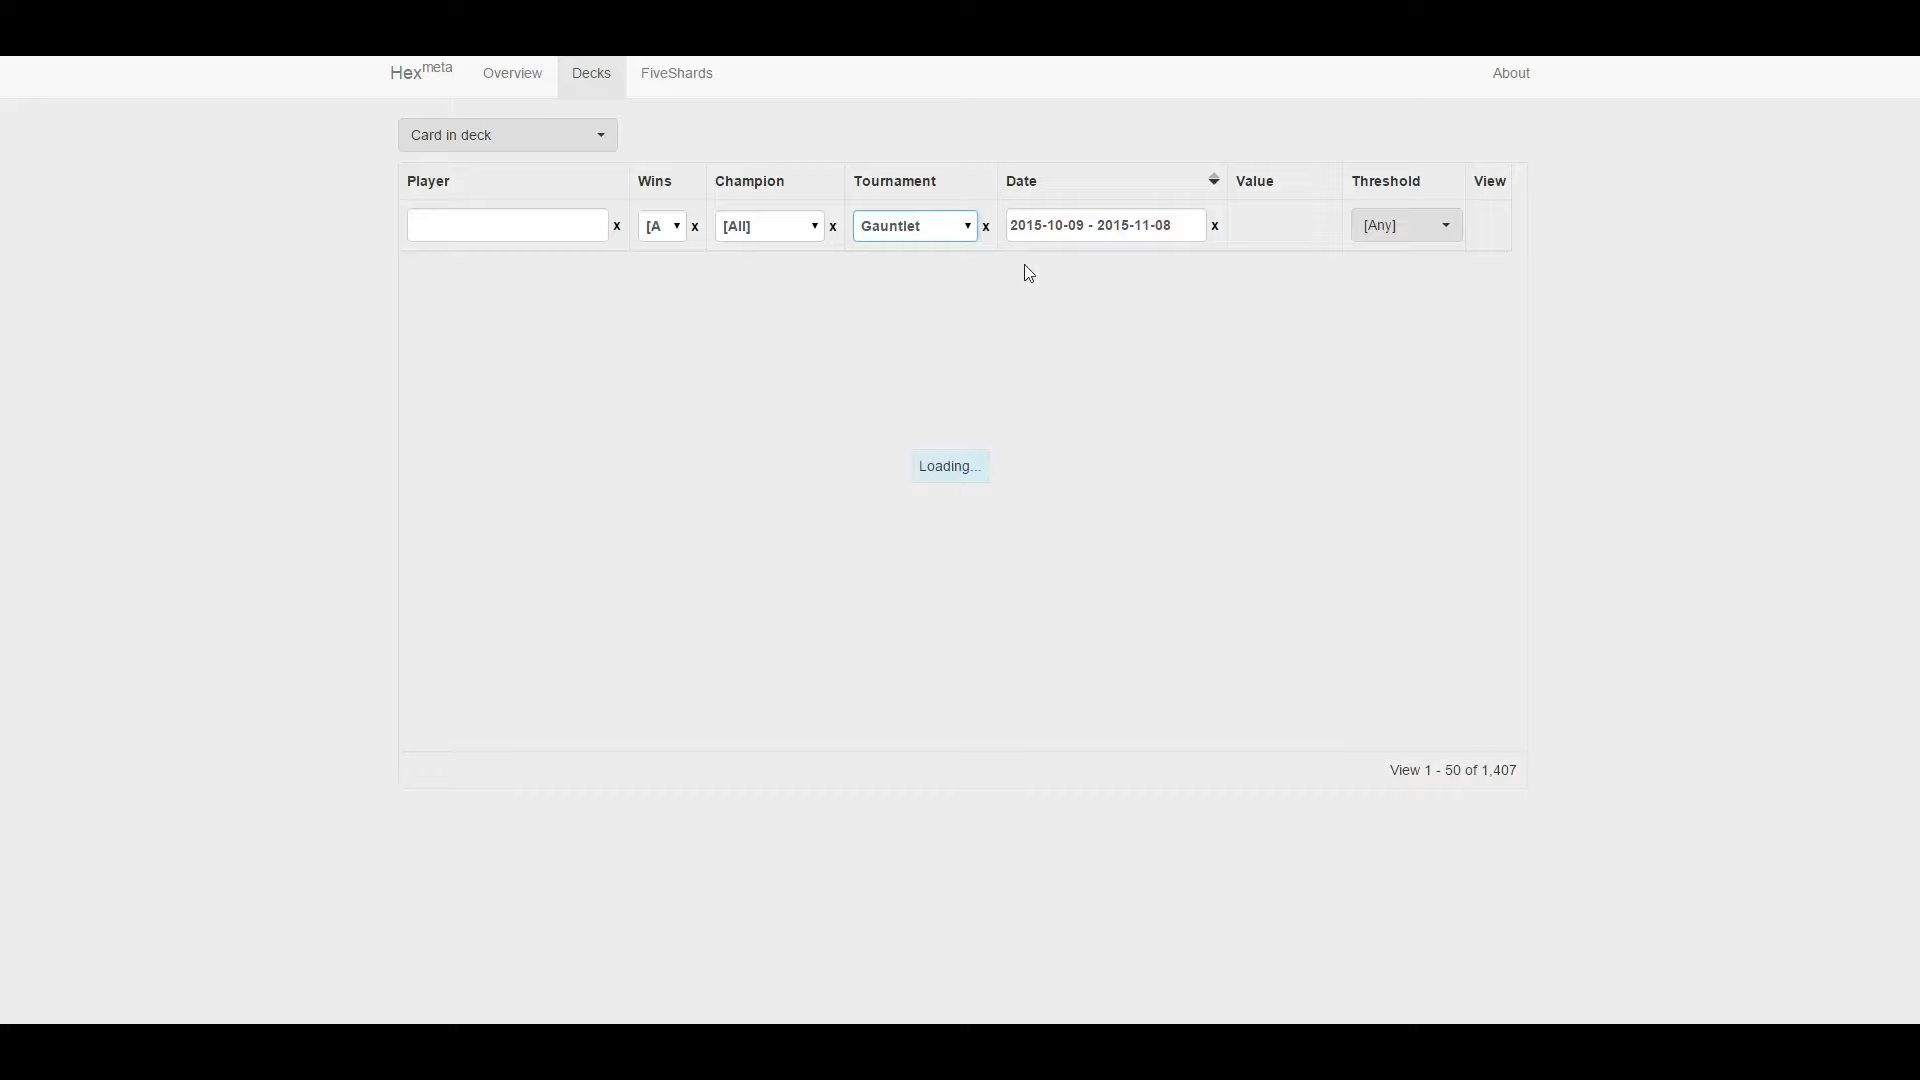 Hexmeta Overview Decks FiveShards About
Card in deck
Player Wins Champion Tournament Date Value Threshold View
x [A x [All] x Gauntlet x 2015-10-09 - 2015-11-08 x [Any]
Loading...
View 1 - 50 of 1,407